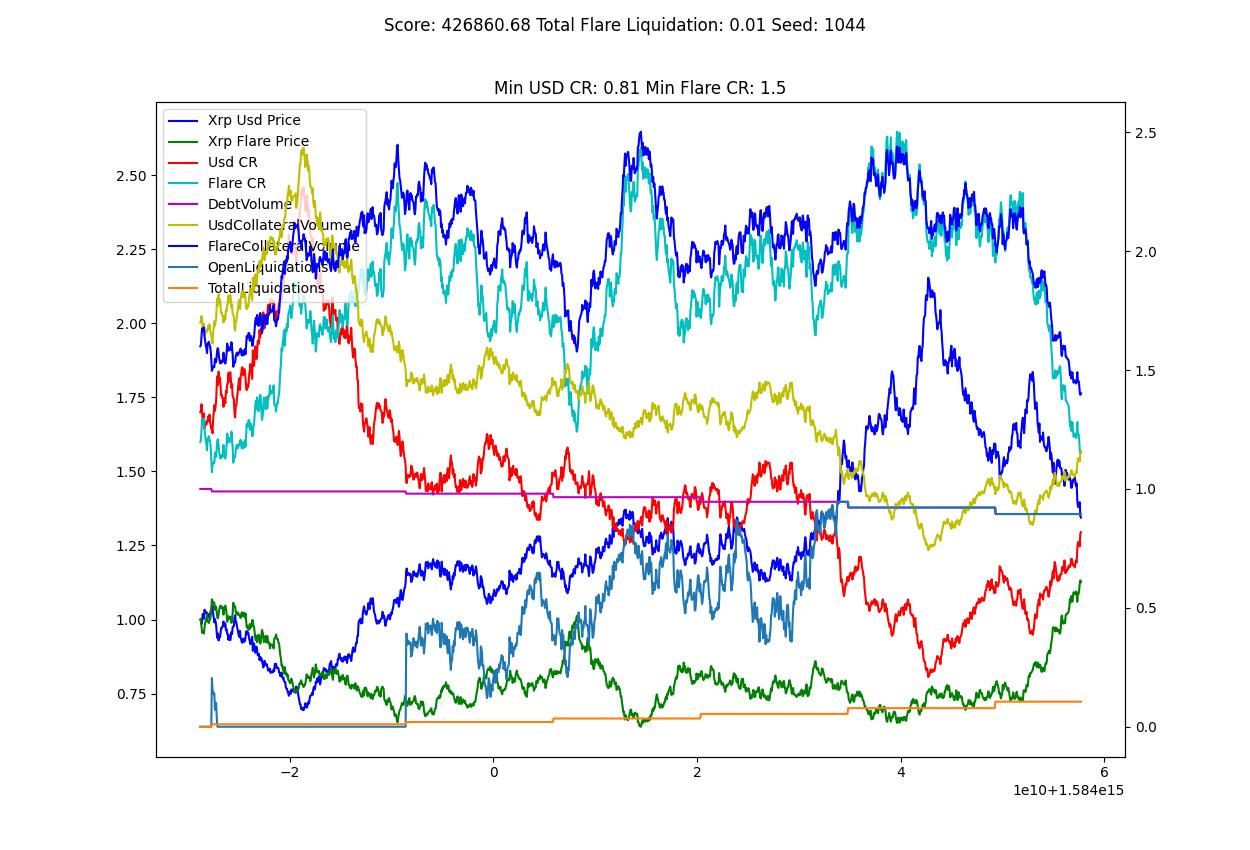 Score: 426860.68 Total Flare Liquidation: 0.01 Seed: 1044
Min USD CR: 0.81 Min Flare CR: 1.5
Xrp Usd Price
Xrp Flare Price
Usd CR
Flare CR
DebtVolume
UsdCollateralVolume
FlareCollateralVolume
OpenLiquidations
TotalLiquidations
2.50
2.25
2.00
1.75
1.50
1.25
1.00
0.75
2.5
2.0
1.5
1.0
0.5
0.0
−2 0 2 4 6
1e10+1.584e15